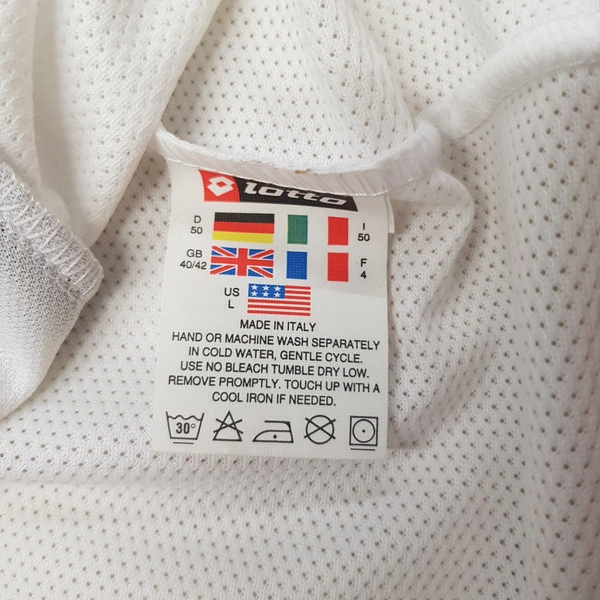 lotto
D 50 I 50
GB 40/42 F 4
US L
MADE IN ITALY
HAND OR MACHINE WASH SEPARATELY
IN COLD WATER, GENTLE CYCLE.
USE NO BLEACH TUMBLE DRY LOW.
REMOVE PROMPTLY. TOUCH UP WITH A
COOL IRON IF NEEDED.
30°